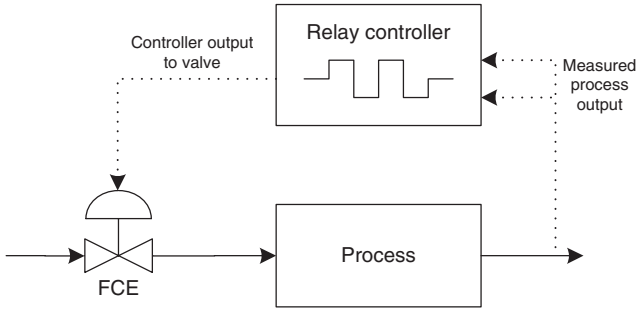 Relay controller
Controller output
to valve
Measured
process
output
Process
FCE